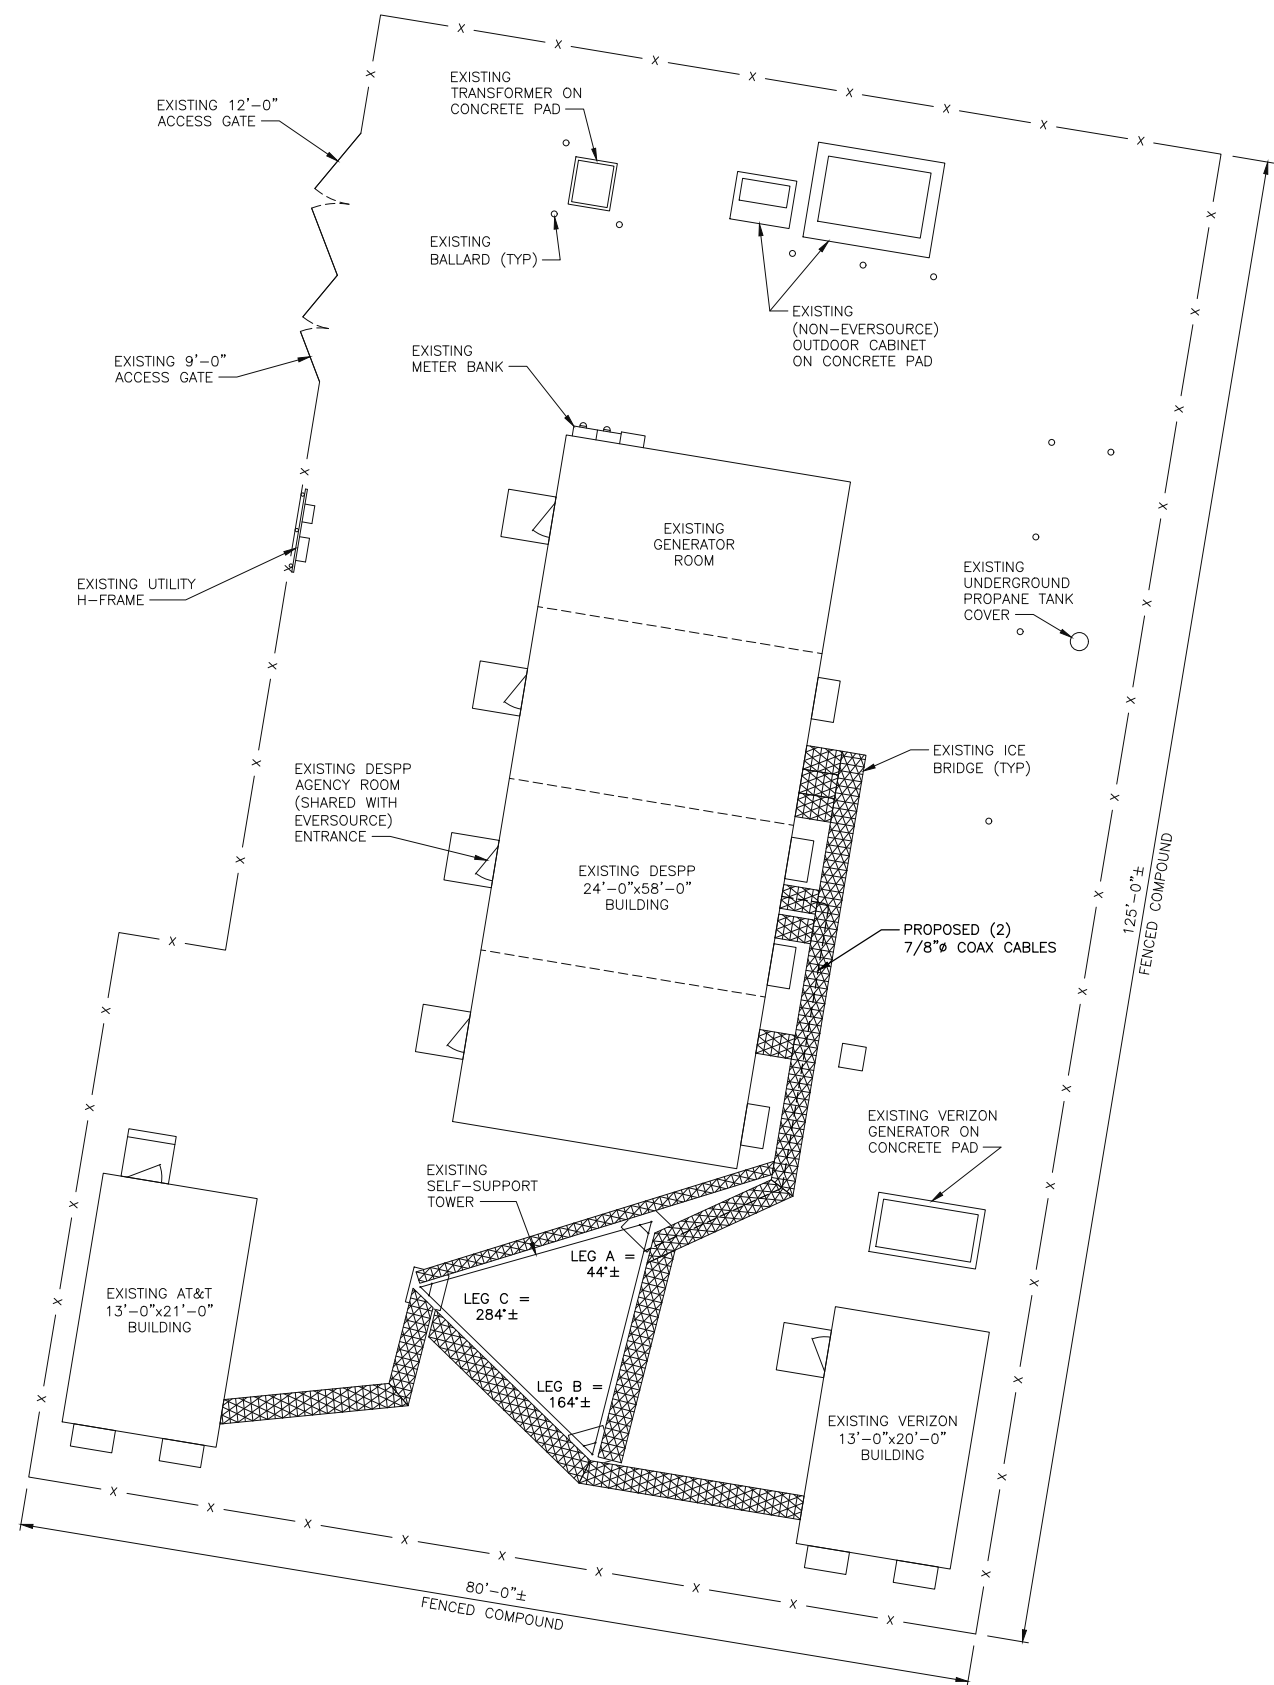 EXISTING
TRANSFORMER ON
CONCRETE PAD
EXISTING 12'-0"
ACCESS GATE
EXISTING
BALLARD (TYP)
EXISTING
(NON-EVERSOURCE)
OUTDOOR CABINET
ON CONCRETE PAD
EXISTING
METER BANK
EXISTING 9'-0"
ACCESS GATE
EXISTING
GENERATOR
ROOM
EXISTING UTILITY
H-FRAME
EXISTING
UNDERGROUND
PROPANE TANK
COVER
EXISTING ICE
BRIDGE (TYP)
EXISTING DESPP
AGENCY ROOM
(SHARED WITH
EVERSOURCE)
ENTRANCE
EXISTING DESPP
24'-0"x58'-0"
BUILDING
125'-0"±
FENCED COMPOUND
PROPOSED (2)
7/8"ø COAX CABLES
EXISTING VERIZON
GENERATOR ON
CONCRETE PAD
EXISTING
SELF-SUPPORT
TOWER
LEG A =
44°±
EXISTING AT&T
13'-0"x21'-0"
BUILDING
LEG C =
284°±
LEG B =
164°±
EXISTING VERIZON
13'-0"x20'-0"
BUILDING
80'-0"±
FENCED COMPOUND